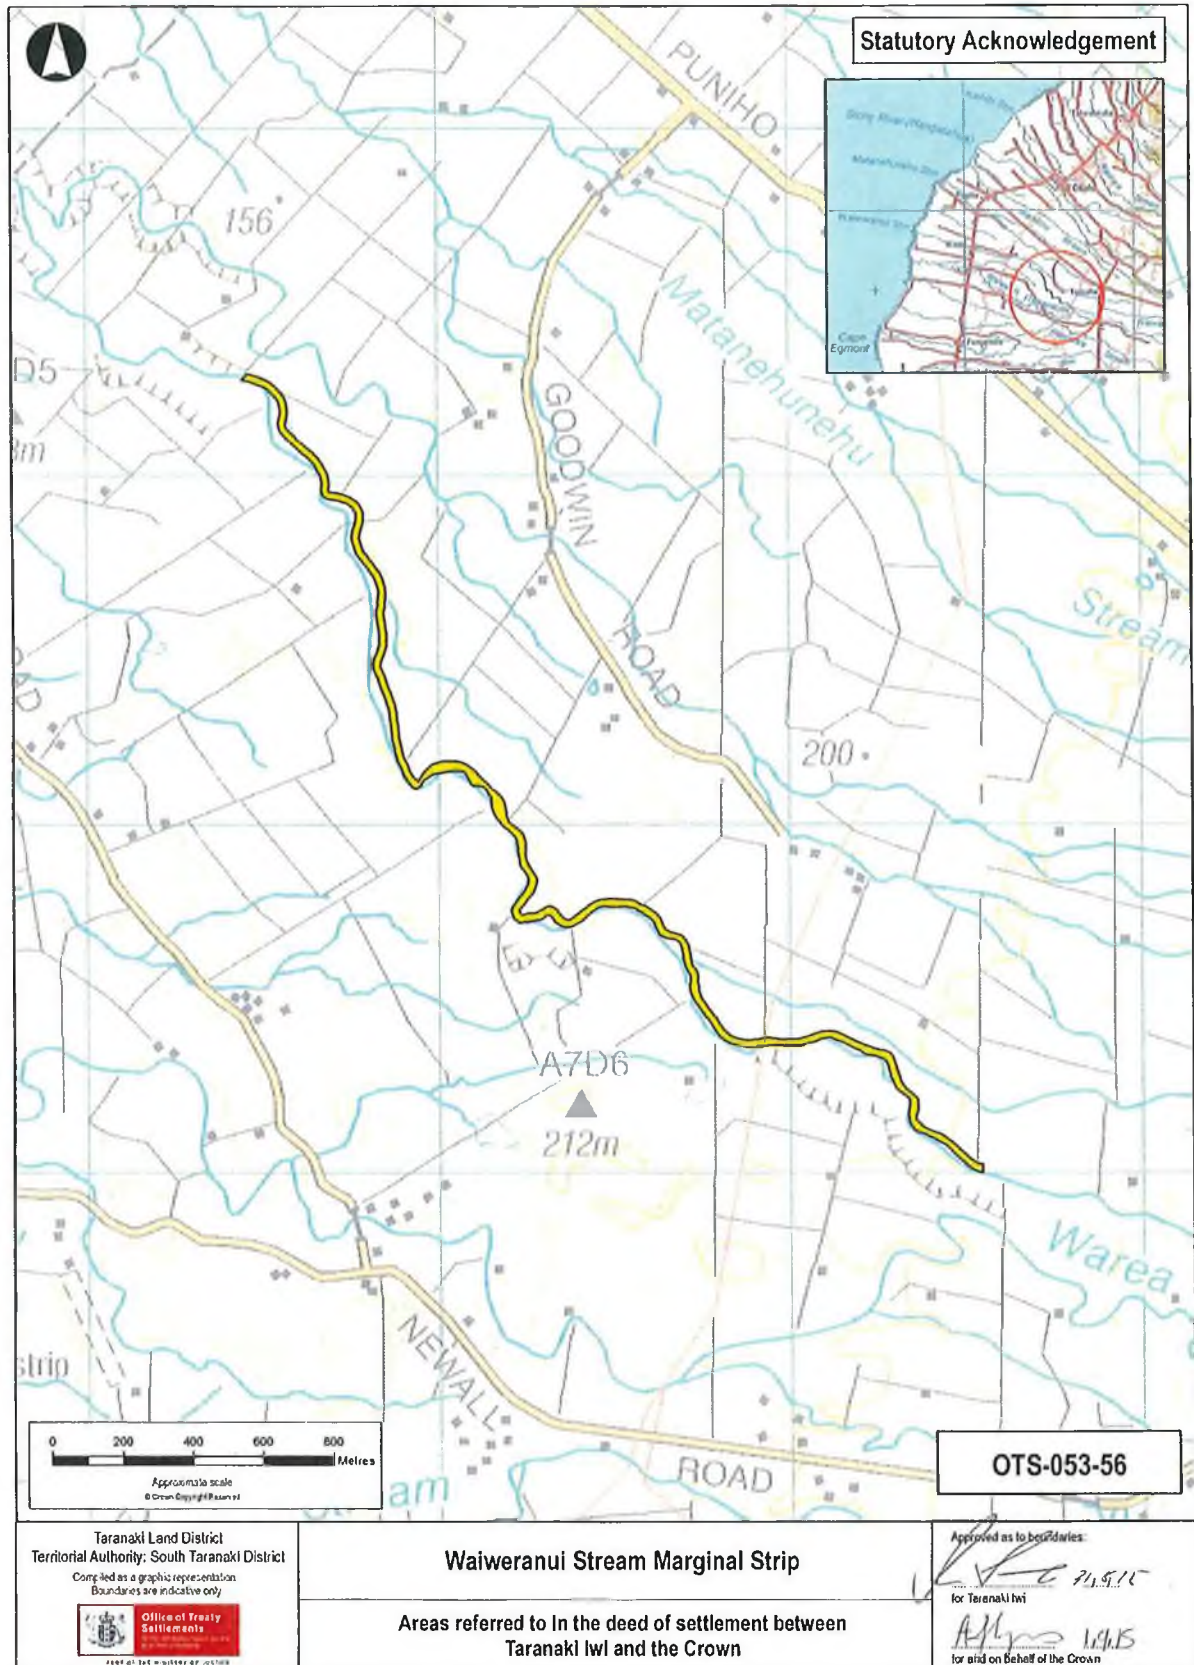 Statutory Acknowledgement
PUNIHO
156
Cape
Egmont
D5
GOODWIN
Matanehunehu
Stream
ROAD
200
A7D6
212m
Warea
strip
NEWALL
ROAD
0 200 400 600 800
Metres
Approximate scale
OTS-053-56
Taranaki Land District
Territorial Authority: South Taranaki District
Compiled as a graphic representation
Boundaries are indicative only
Office of Treaty
Settlements
Waiweranui Stream Marginal Strip
Areas referred to in the deed of settlement between
Taranaki Iwi and the Crown
Approved as to boundaries:
for Taranaki Iwi
for and on behalf of the Crown